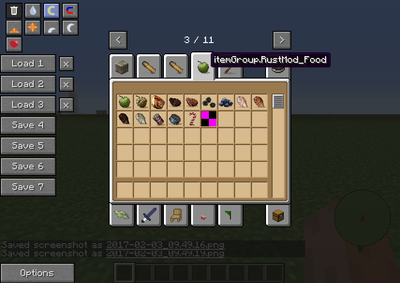 3 / 11
<
>
itemGroup.RustMod_Food
Load 1
x
Load 2
x
Load 3
x
Save 4
Save 5
Save 6
Save 7
Saved screenshot as 2017-02-03_09.49.16.png
Saved screenshot as 2017-02-03_09.49.19.png
Options